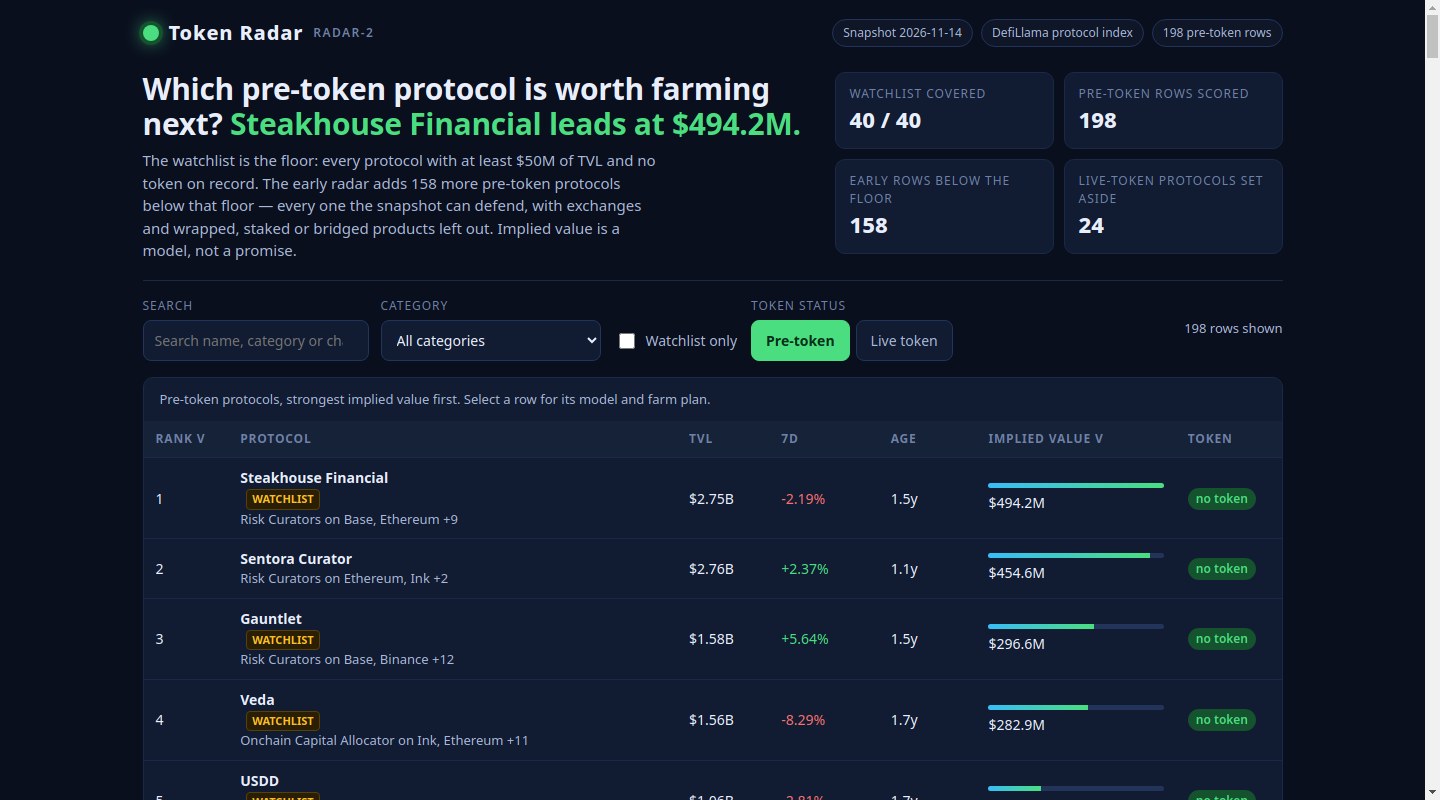 Token Radar RADAR-2
Snapshot 2026-11-14
DefiLlama protocol index
198 pre-token rows
Which pre-token protocol is worth farming
next? Steakhouse Financial leads at $494.2M.
The watchlist is the floor: every protocol with at least $50M of TVL and no
token on record. The early radar adds 158 more pre-token protocols
below that floor — every one the snapshot can defend, with exchanges
and wrapped, staked or bridged products left out. Implied value is a
model, not a promise.
WATCHLIST COVERED
40 / 40
PRE-TOKEN ROWS SCORED
198
EARLY ROWS BELOW THE
FLOOR
158
LIVE-TOKEN PROTOCOLS SET
ASIDE
24
SEARCH
Search name, category or ch
CATEGORY
All categories
Watchlist only
TOKEN STATUS
Pre-token
Live token
198 rows shown
Pre-token protocols, strongest implied value first. Select a row for its model and farm plan.
RANK V PROTOCOL TVL 7D AGE IMPLIED VALUE V TOKEN
Steakhouse Financial
1 WATCHLIST $2.75B -2.19% 1.5y $494.2M no token
Risk Curators on Base, Ethereum +9
Sentora Curator
2 $2.76B +2.37% 1.1y $454.6M no token
Risk Curators on Ethereum, Ink +2
Gauntlet
3 WATCHLIST $1.58B +5.64% 1.5y $296.6M no token
Risk Curators on Base, Binance +12
Veda
4 WATCHLIST $1.56B -8.29% 1.7y $282.9M no token
Onchain Capital Allocator on Ink, Ethereum +11
USDD